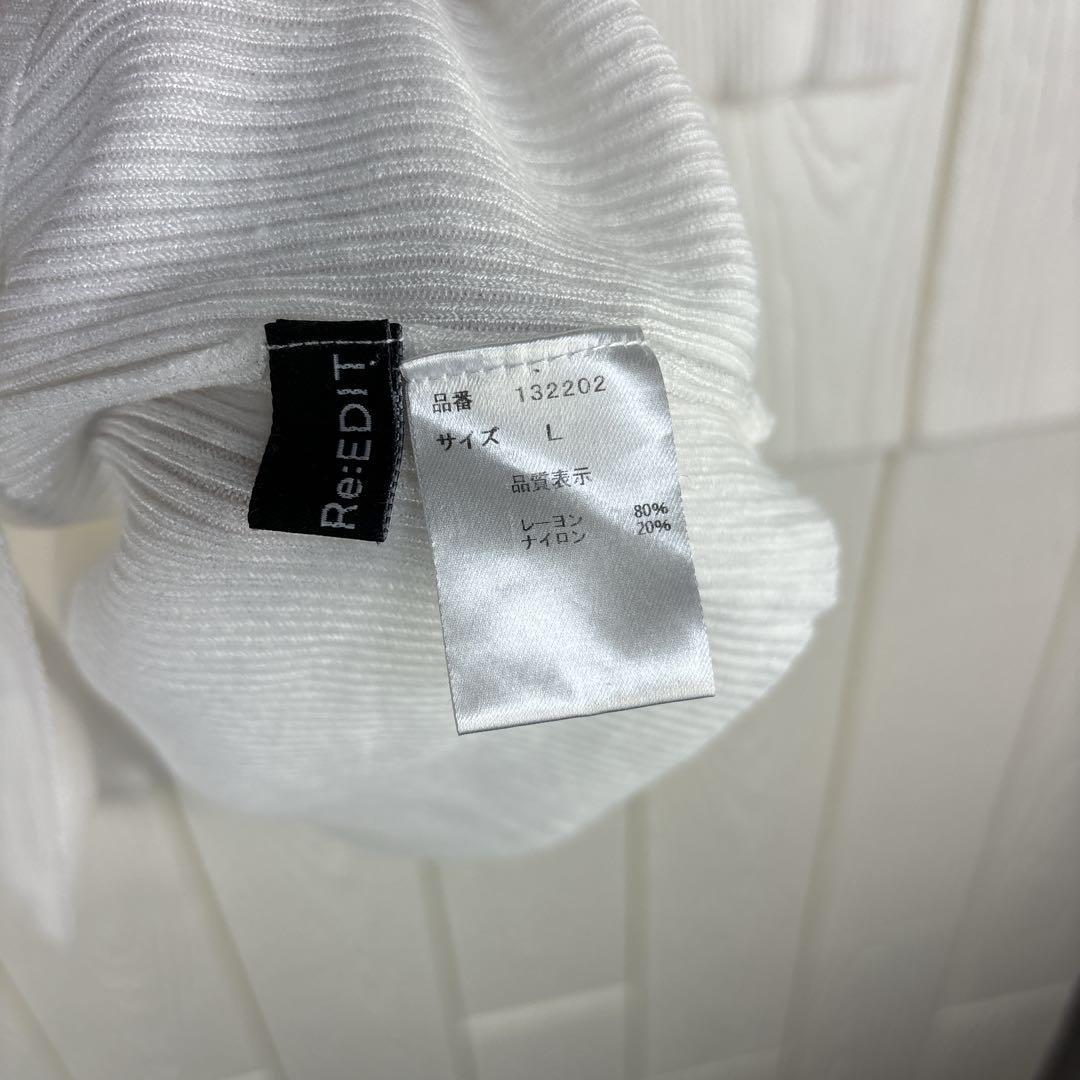 Re:EDIT
品番 132202
サイズ L
品質表示
レーヨン 80%
ナイロン 20%